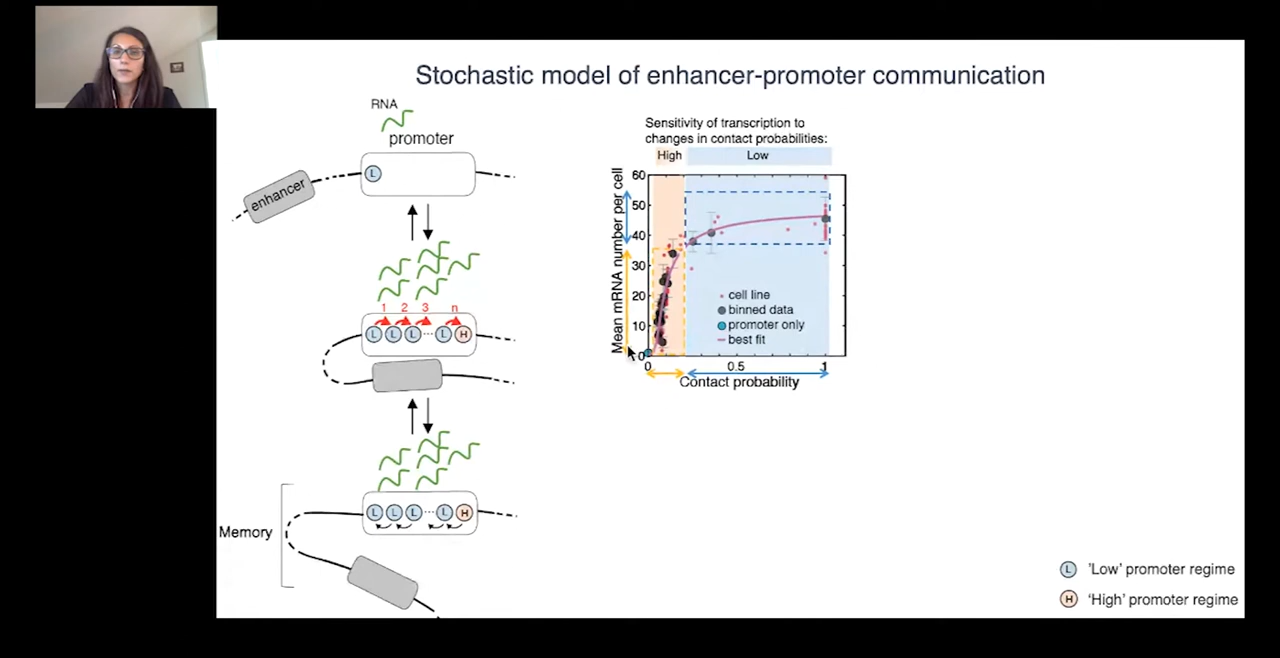 Stochastic model of enhancer-promoter communication
RNA
promoter
L
enhancer
1 2 3 n
L L L ... L H
L L L ... L H
Memory
Sensitivity of transcription to
changes in contact probabilities:
High Low
Mean mRNA number per cell
60
50
40
30
20
10
0
cell line
binned data
promoter only
best fit
0 0.5 1
Contact probability
L 'Low' promoter regime
H 'High' promoter regime